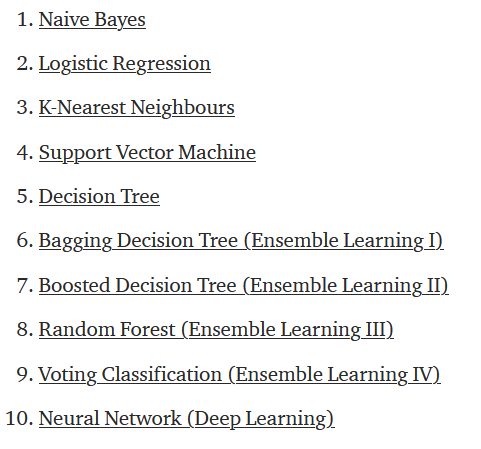 1. Naive Bayes
2. Logistic Regression
3. K-Nearest Neighbours
4. Support Vector Machine
5. Decision Tree
6. Bagging Decision Tree (Ensemble Learning I)
7. Boosted Decision Tree (Ensemble Learning II)
8. Random Forest (Ensemble Learning III)
9. Voting Classification (Ensemble Learning IV)
10. Neural Network (Deep Learning)